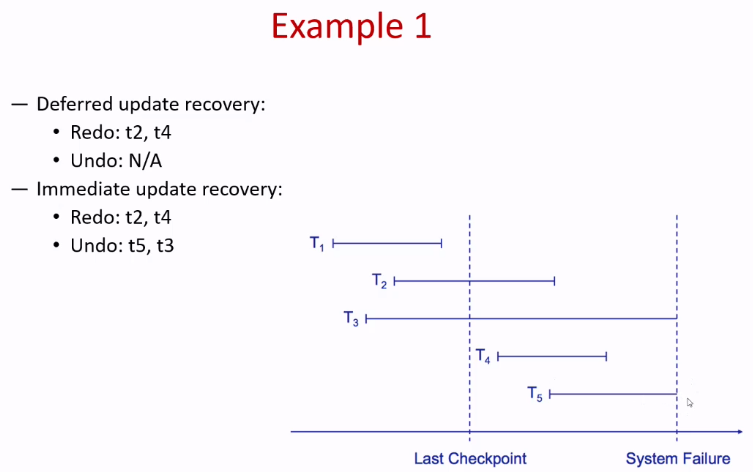 Example 1
— Deferred update recovery:
• Redo: t2, t4
• Undo: N/A
— Immediate update recovery:
• Redo: t2, t4
• Undo: t5, t3
T1
T2
T3
T4
T5
Last Checkpoint
System Failure